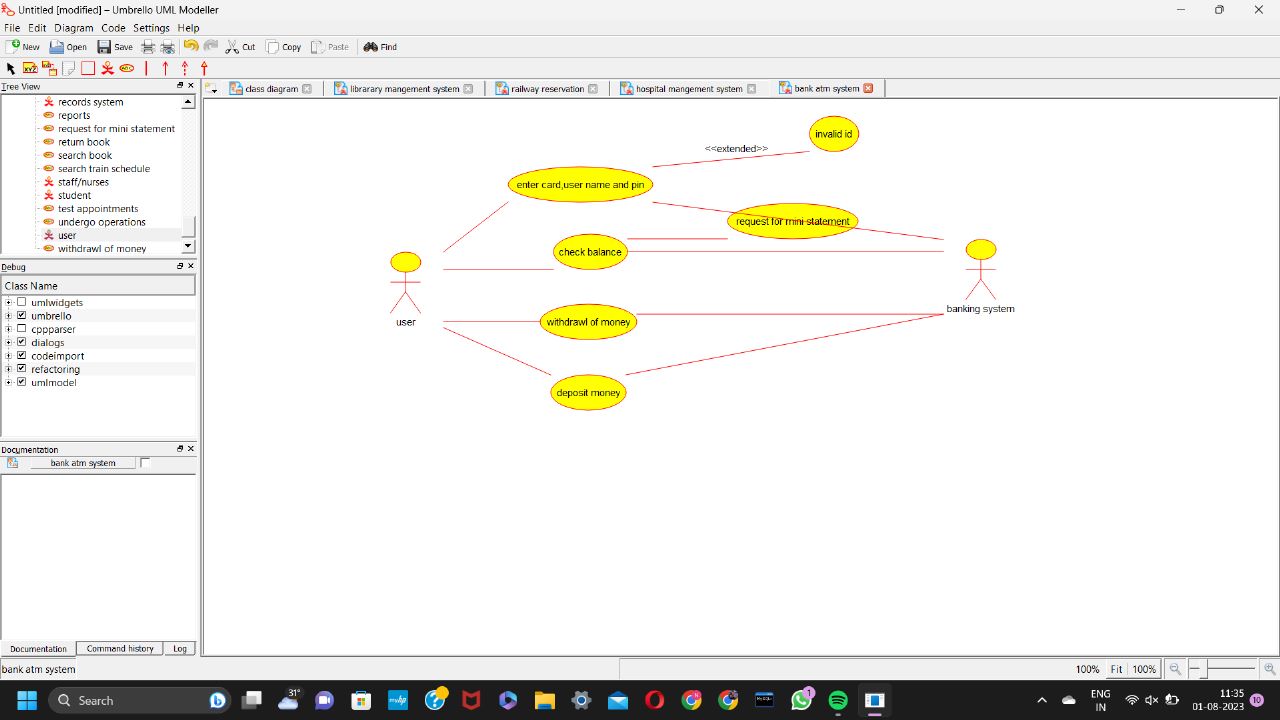 Untitled [modified] – Umbrello UML Modeller
File Edit Diagram Code Settings Help
New Open Save Cut Copy Paste Find
Tree View
class diagram
librarary mangement system
railway reservation
hospital mangement system
bank atm system
records system
reports
request for mini statement
return book
search book
search train schedule
staff/nurses
student
test appointments
undergo operations
user
withdrawl of money
Debug
Class Name
umlwidgets
umbrello
cppparser
dialogs
codeimport
refactoring
umlmodel
Documentation
bank atm system
Documentation Command history Log
invalid id
<<extended>>
enter card,user name and pin
request for mini statement
check balance
user
banking system
withdrawl of money
deposit money
bank atm system
100% Fit 100%
Search
31°
ENG
IN
11:35
01-08-2023
10
1